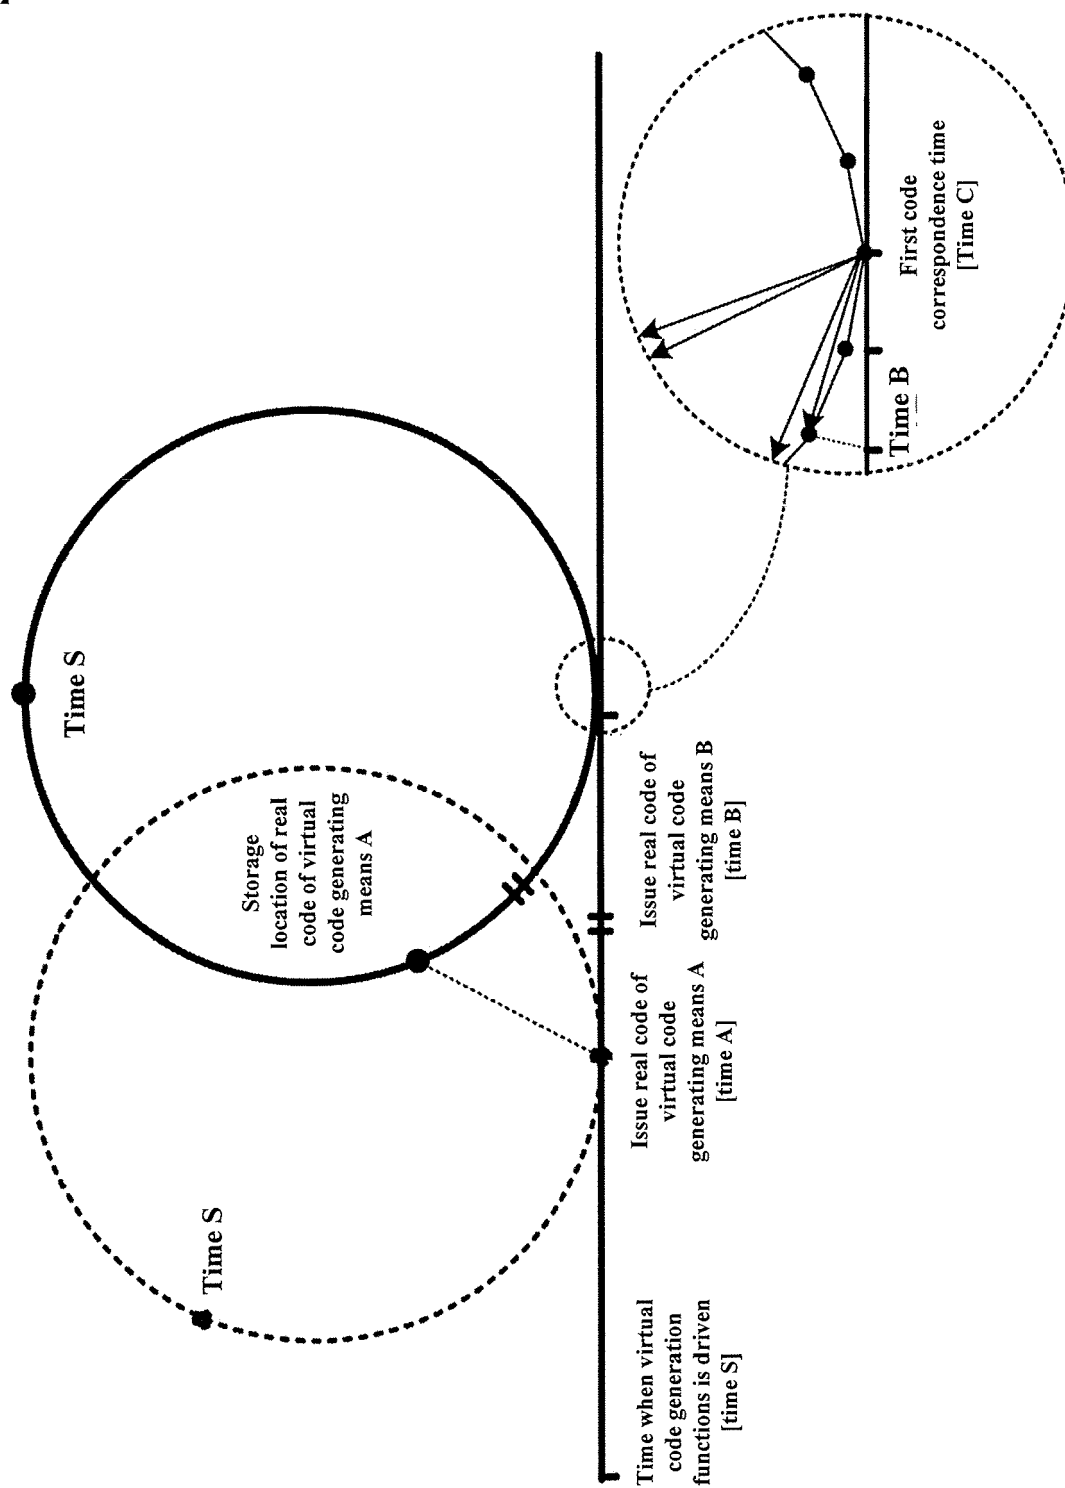 Time S
Time S
Storage
location of real
code of virtual
code generating
means A
Time when virtual
code generation
functions is driven
[time S]
Issue real code of
virtual code
generating means A
[time A]
Issue real code of
virtual code
generating means B
[time B]
Time B
First code
correspondence time
[Time C]